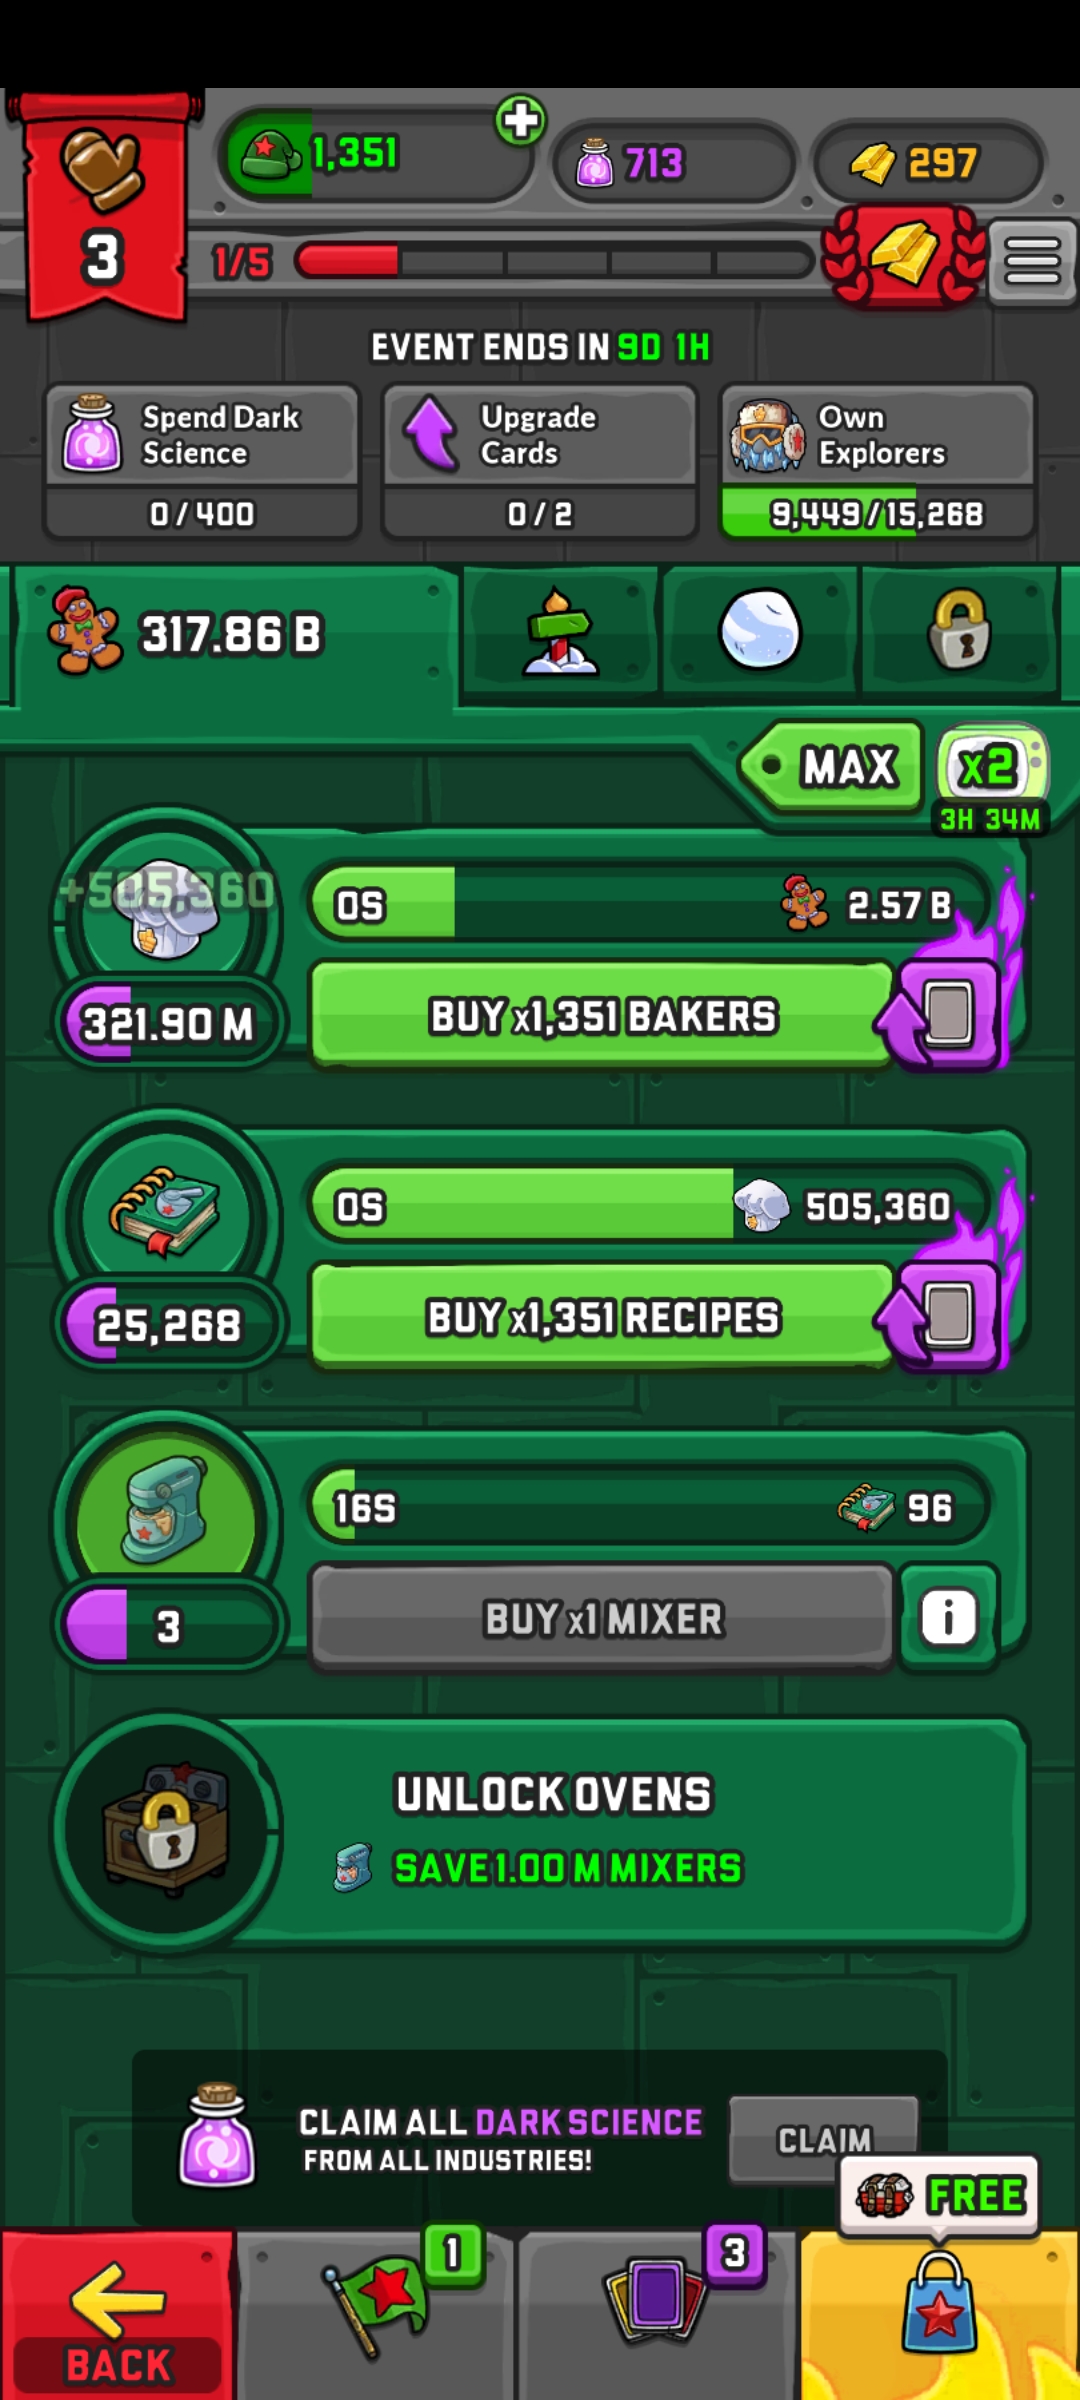 1,351
713
297
3
1/5
EVENT ENDS IN 9D 1H
Spend Dark
Science
0/400
Upgrade
Cards
0/2
Own
Explorers
9,449/15,268
317.86 B
MAX
x2
3H 34M
+505,360
0S
2.57 B
321.90 M
BUY x1,351 BAKERS
0S
505,360
25,268
BUY x1,351 RECIPES
16S
96
3
BUY x1 MIXER
i
UNLOCK OVENS
SAVE 1.00 M MIXERS
CLAIM ALL DARK SCIENCE
FROM ALL INDUSTRIES!
CLAIM
FREE
1
3
BACK